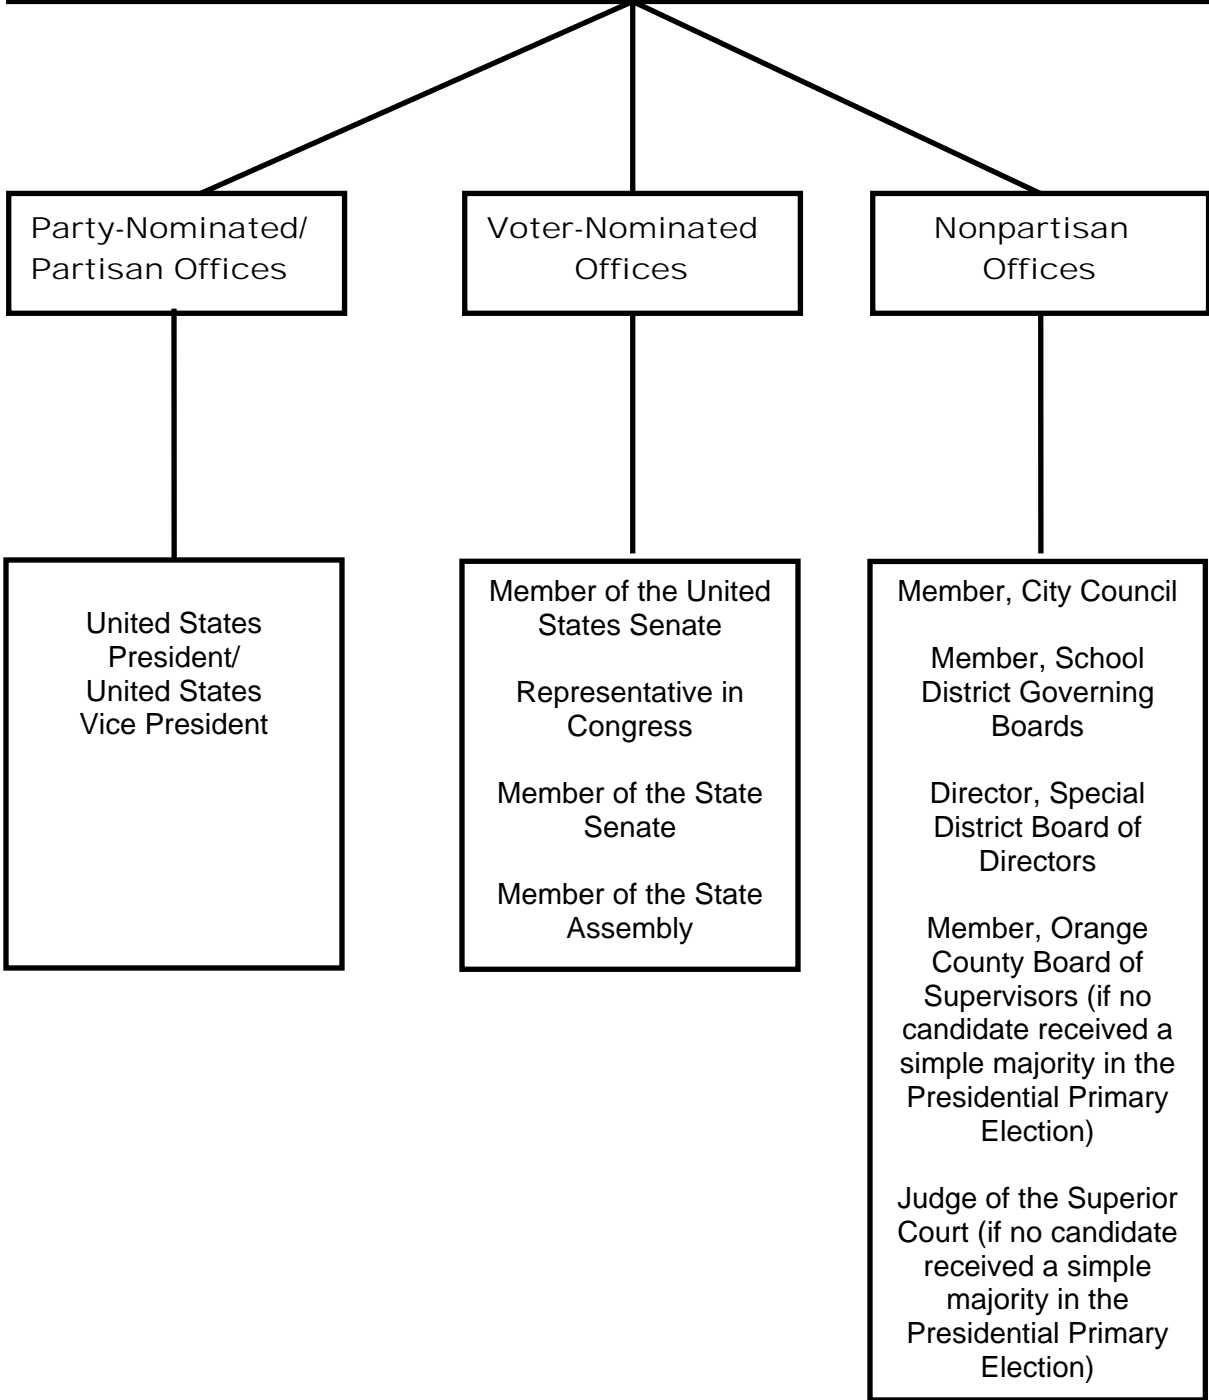 Party-Nominated/
Partisan Offices
Voter-Nominated
Offices
Nonpartisan
Offices
United States
President/
United States
Vice President
Member of the United
States Senate
Representative in
Congress
Member of the State
Senate
Member of the State
Assembly
Member, City Council
Member, School
District Governing
Boards
Director, Special
District Board of
Directors
Member, Orange
County Board of
Supervisors (if no
candidate received a
simple majority in the
Presidential Primary
Election)
Judge of the Superior
Court (if no candidate
received a simple
majority in the
Presidential Primary
Election)